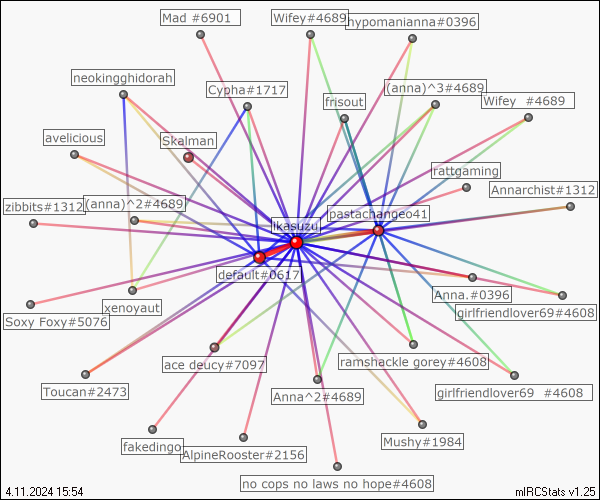 Mad #6901
Wifey#4689
hypomanianna#0396
neokingghidorah
Cypha#1717
(anna)^3#4689
frisout
Wifey  #4689
avelicious
Skalman
rattgaming
Annarchist#1312
zibbits#1312
(anna)^2#4689
pastachange041
Ikasuzu
default#0617
Anna.#0396
xenoyaut
girlfriendlover69#4608
Soxy Foxy#5076
ace deucy#7097
ramshackle gorey#4608
Toucan#2473
Anna^2#4689
girlfriendlover69  #4608
fakedingo
AlpineRooster#2156
Mushy#1984
no cops no laws no hope#4608
4.11.2024 15:54
mIRCStats v1.25